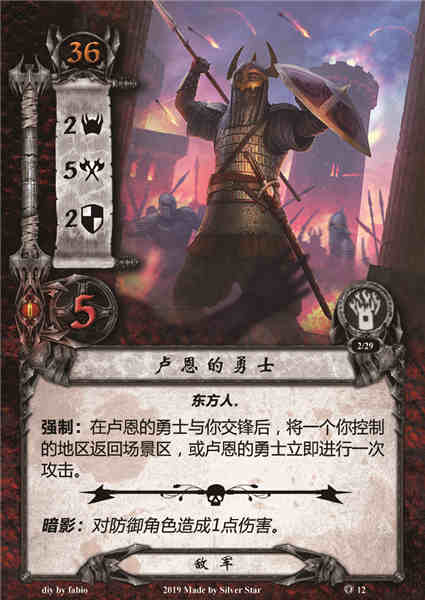 36
2
5
2
5
2/29
卢恩的勇士
东方人.
强制：在卢恩的勇士与你交锋后，将一个你控制
的地区返回场景区，或卢恩的勇士立即进行一次
攻击。
暗影：对防御角色造成1点伤害。
敌军
diy by fabio 2019 Made by Silver Star 12